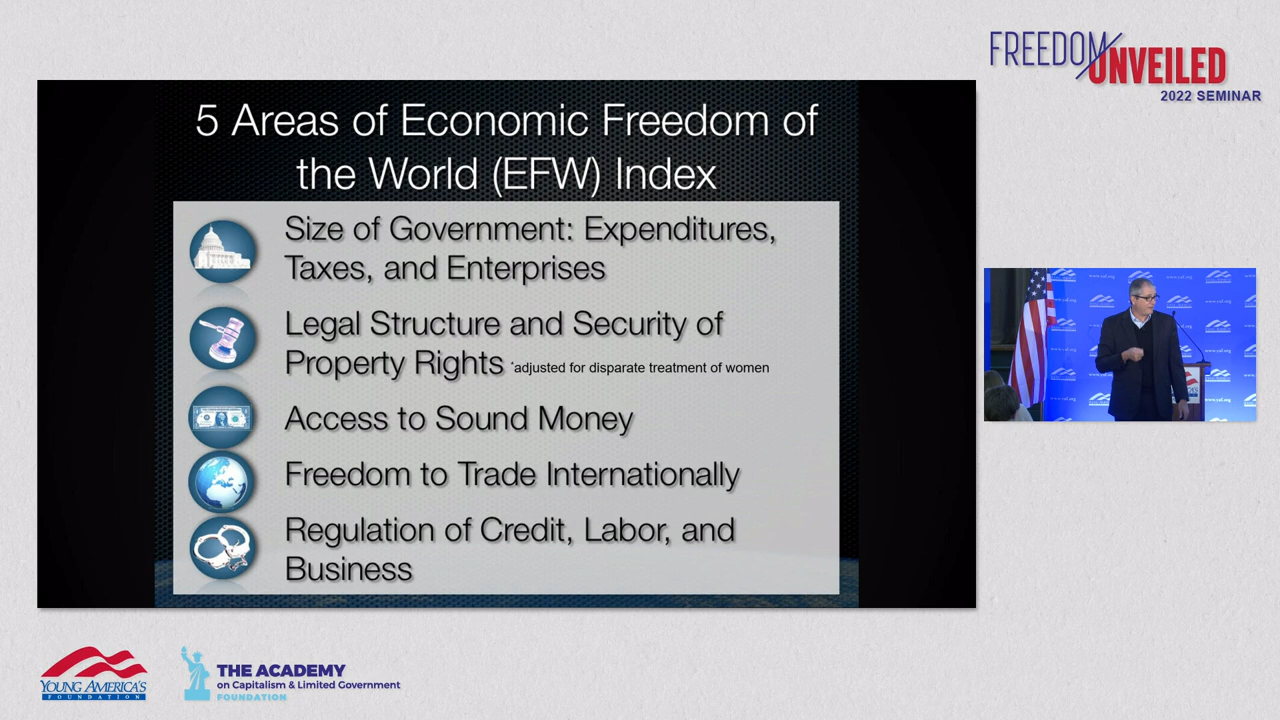 FREEDOM
UNVEILED
2022 SEMINAR
5 Areas of Economic Freedom of
the World (EFW) Index
Size of Government: Expenditures,
Taxes, and Enterprises
Legal Structure and Security of
Property Rights *adjusted for disparate treatment of women
Access to Sound Money
Freedom to Trade Internationally
Regulation of Credit, Labor, and
Business
www.yaf.org
YOUNG AMERICA'S
FOUNDATION
THE ACADEMY
on Capitalism & Limited Government
FOUNDATION